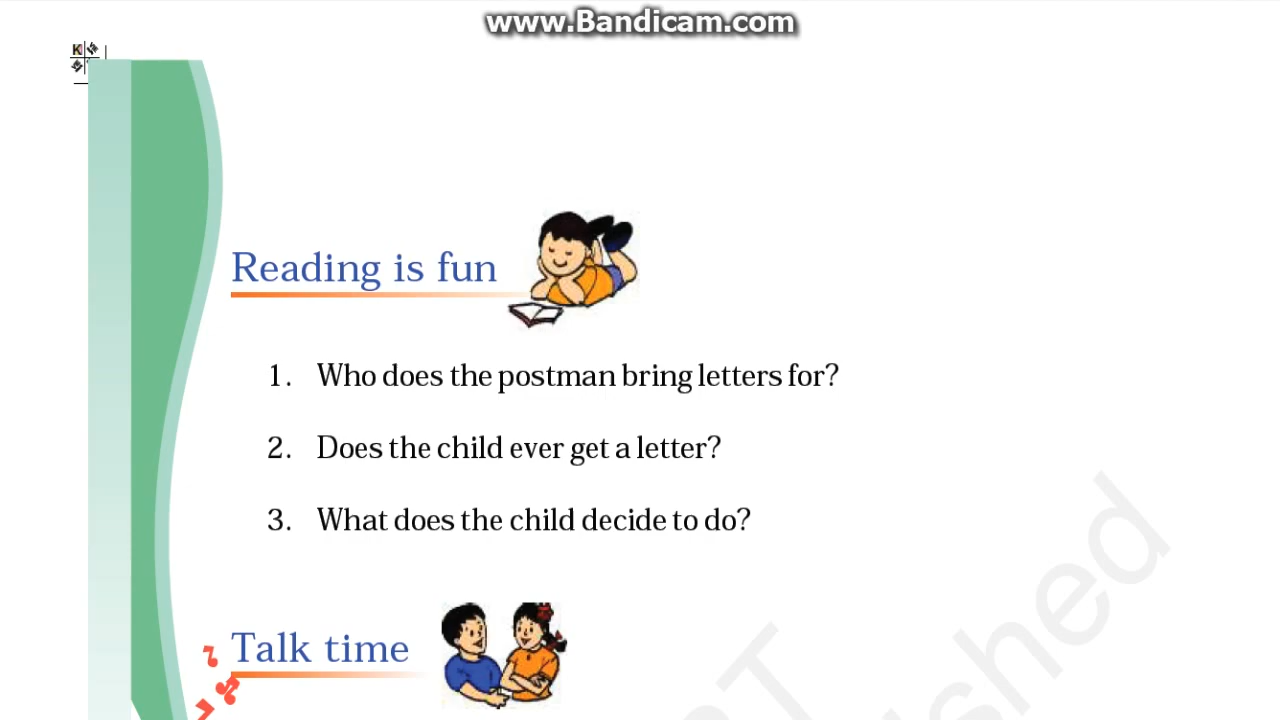 www.Bandicam.com
K
Reading is fun
1. Who does the postman bring letters for?
2. Does the child ever get a letter?
3. What does the child decide to do?
Talk time
T
shed